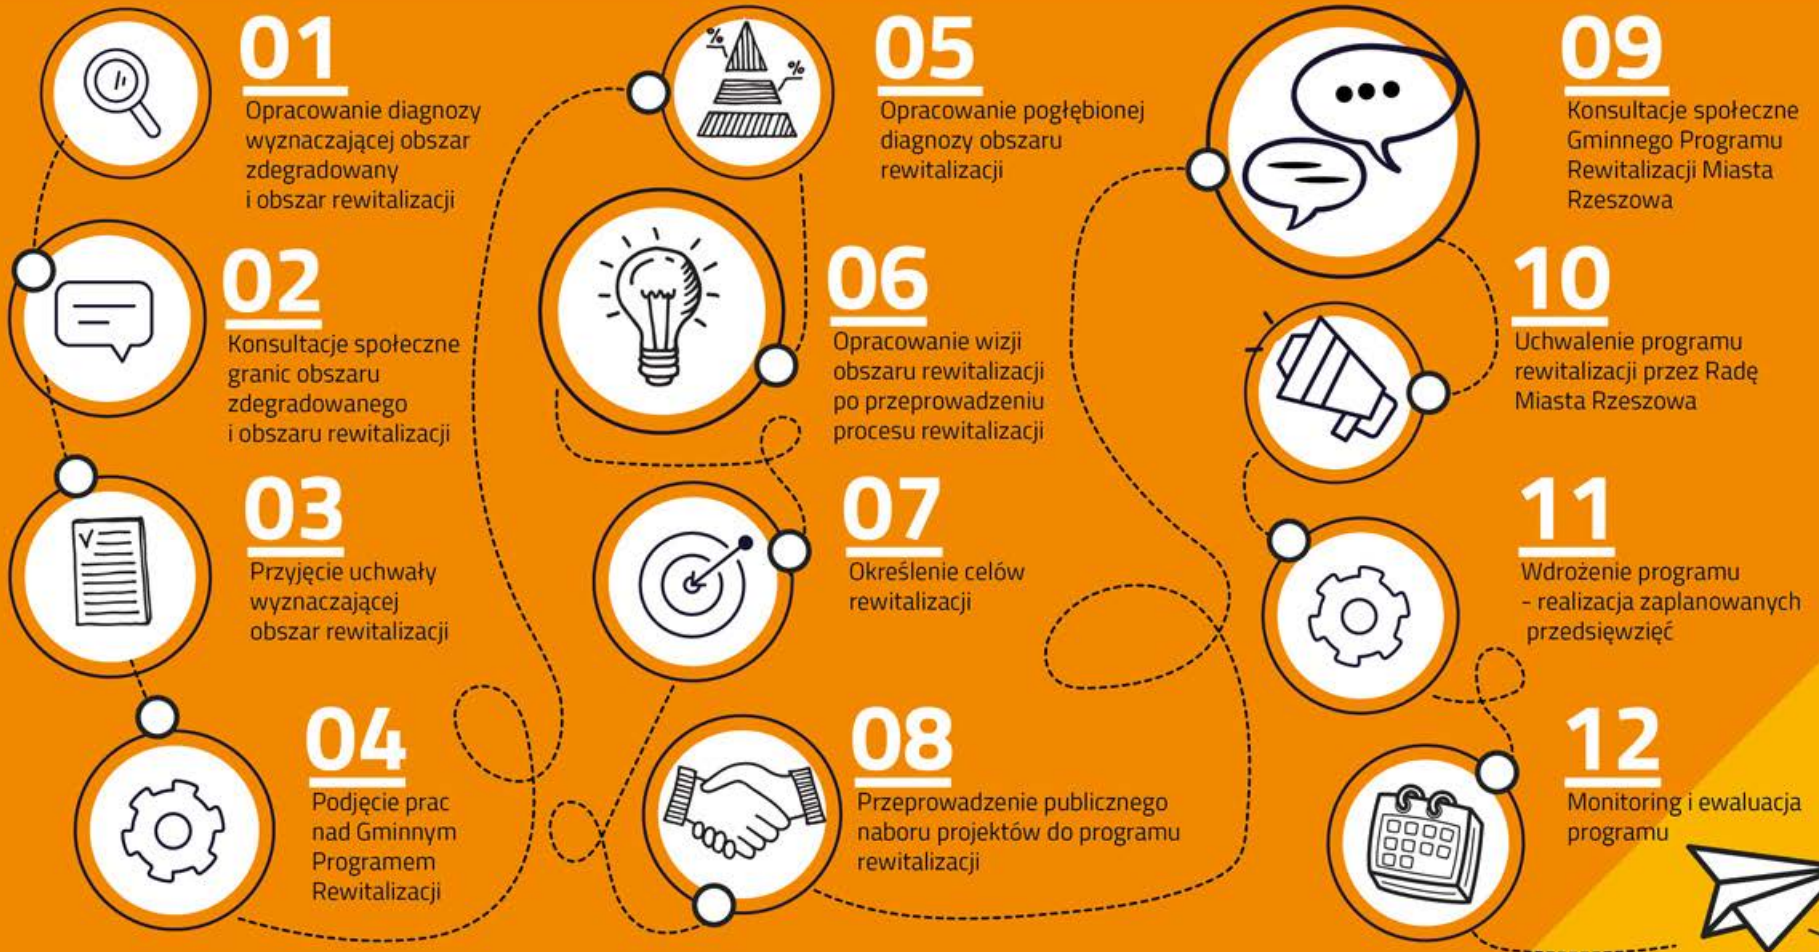 01
Opracowanie diagnozy
wyznaczającej obszar
zdegradowany
i obszar rewitalizacji
02
Konsultacje społeczne
granic obszaru
zdegradowanego
i obszaru rewitalizacji
03
Przyjęcie uchwały
wyznaczającej
obszar rewitalizacji
04
Podjęcie prac
nad Gminnym
Programem
Rewitalizacji
% %
05
Opracowanie pogłębionej
diagnozy obszaru
rewitalizacji
06
Opracowanie wizji
obszaru rewitalizacji
po przeprowadzeniu
procesu rewitalizacji
07
Określenie celów
rewitalizacji
08
Przeprowadzenie publicznego
naboru projektów do programu
rewitalizacji
09
Konsultacje społeczne
Gminnego Programu
Rewitalizacji Miasta
Rzeszowa
10
Uchwalenie programu
rewitalizacji przez Radę
Miasta Rzeszowa
11
Wdrożenie programu
- realizacja zaplanowanych
przedsięwzięć
12
Monitoring i ewaluacja
programu